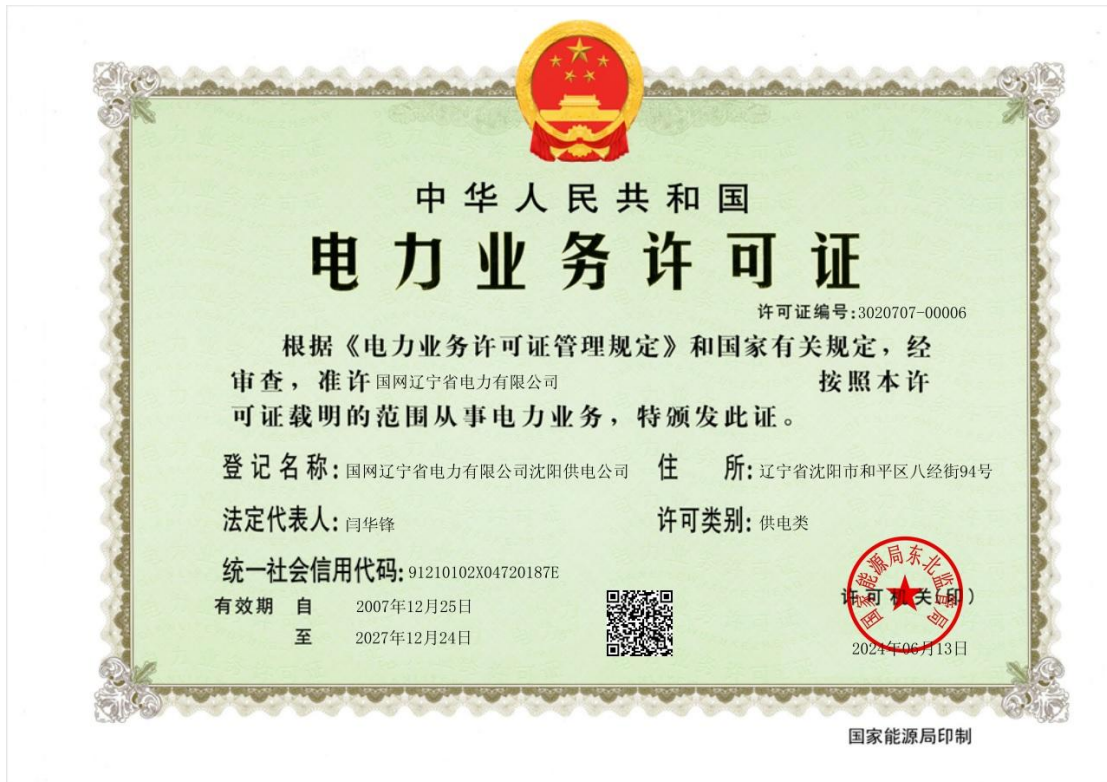 中华人民共和国
电力业务许可证
许可证编号:3020707-00006
根据《电力业务许可证管理规定》和国家有关规定，经
审查，准许 国网辽宁省电力有限公司 按照本许
可证载明的范围从事电力业务，特颁发此证。
登记名称: 国网辽宁省电力有限公司沈阳供电公司 住 所: 辽宁省沈阳市和平区八经街94号
法定代表人: 闫华锋 许可类别: 供电类
统一社会信用代码: 91210102X04720187E
国家能源局东北监管局
有效期 自 2007年12月25日 许可机关(印)
至 2027年12月24日 2024年06月13日
国家能源局印制